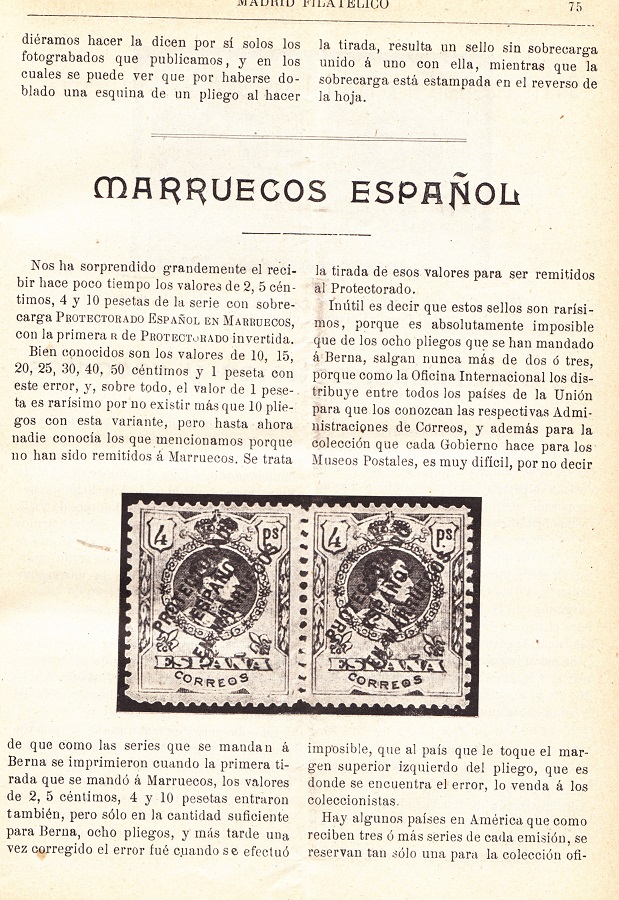 MADRID FILATÉLICO 75
diéramos hacer la dicen por sí solos los
fotograbados que publicamos, y en los
cuales se puede ver que por haberse do-
blado una esquina de un pliego al hacer
la tirada, resulta un sello sin sobrecarga
unido á uno con ella, mientras que la
sobrecarga está estampada en el reverso de
la hoja.
MARRUECOS ESPAÑOL
Nos ha sorprendido grandemente el reci-
bir hace poco tiempo los valores de 2, 5 cén-
timos, 4 y 10 pesetas de la serie con sobre-
carga PROTECTORADO ESPAÑOL EN MARRUECOS,
con la primera R de PROTECTORADO invertida.
Bien conocidos son los valores de 10, 15,
20, 25, 30, 40, 50 céntimos y 1 peseta con
este error, y, sobre todo, el valor de 1 pese-
ta es rarísimo por no existir más que 10 plie-
gos con esta variante, pero hasta ahora
nadie conocía los que mencionamos porque
no han sido remitidos á Marruecos. Se trata
la tirada de esos valores para ser remitidos
al Protectorado.
Inútil es decir que estos sellos son rarísi-
mos, porque es absolutamente imposible
que de los ocho pliegos que se han mandado
á Berna, salgan nunca más de dos ó tres,
porque como la Oficina Internacional los dis-
tribuye entre todos los países de la Unión
para que los conozcan las respectivas Admi-
nistraciones de Correos, y además para la
colección que cada Gobierno hace para los
Museos Postales, es muy difícil, por no decir
4 ps 4 ps
PROTECTORADO ESPAÑOL EN MARRUECOS
PROTECTORADO ESPAÑOL EN MARRUECOS
ESPAÑA ESPAÑA
CORREOS CORREOS
de que como las series que se mandan á
Berna se imprimieron cuando la primera ti-
rada que se mandó á Marruecos, los valores
de 2, 5 céntimos, 4 y 10 pesetas entraron
también, pero sólo en la cantidad suficiente
para Berna, ocho pliegos, y más tarde una
vez corregido el error fué cuando se efectuó
imposible, que al país que le toque el mar-
gen superior izquierdo del pliego, que es
donde se encuentra el error, lo venda á los
coleccionistas.
Hay algunos países en América que como
reciben tres ó más series de cada emisión, se
reservan tan sólo una para la colección ofi-